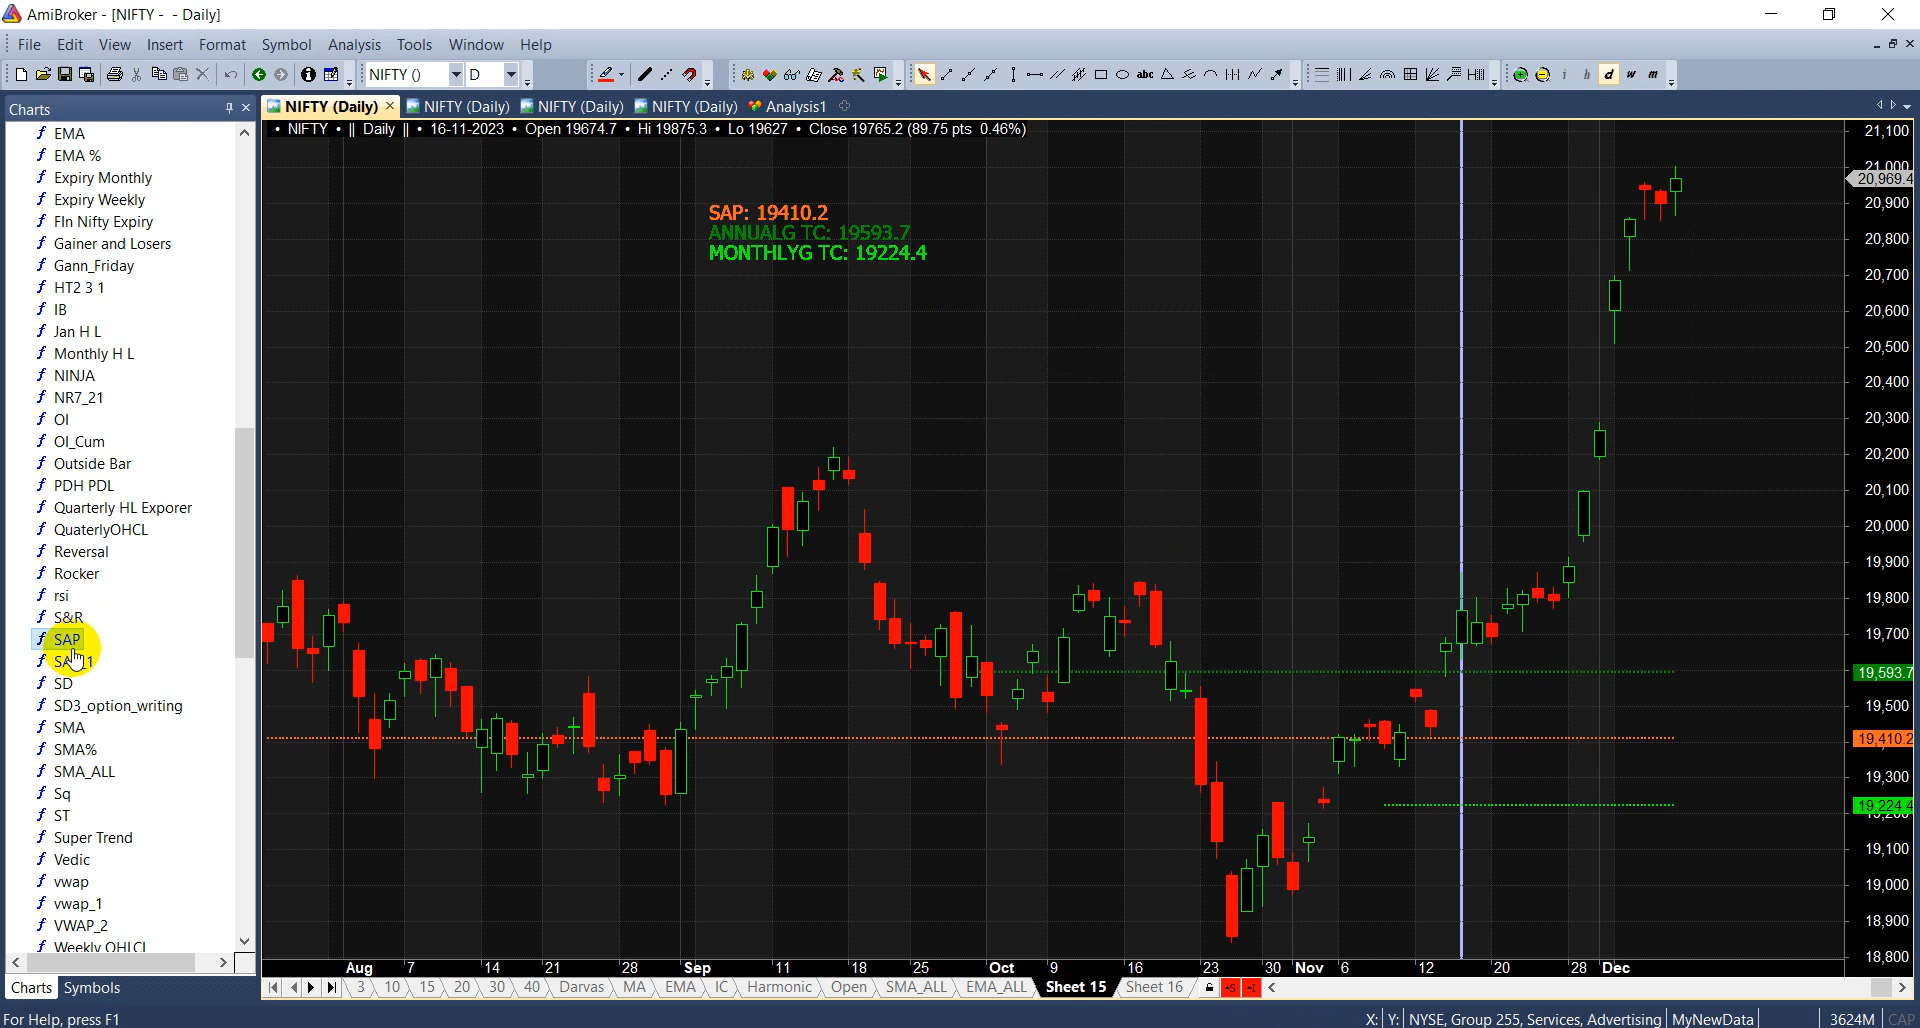 AmiBroker - [NIFTY - - Daily]
File Edit View Insert Format Symbol Analysis Tools Window Help
NIFTY () D
abc
i h d w m
Charts
NIFTY (Daily) NIFTY (Daily) NIFTY (Daily) NIFTY (Daily) Analysis1
• NIFTY • || Daily || • 16-11-2023 • Open 19674.7 • Hi 19875.3 • Lo 19627 • Close 19765.2 (89.75 pts 0.46%)
SAP: 19410.2
ANNUALG TC: 19593.7
MONTHLYG TC: 19224.4
EMA
EMA %
Expiry Monthly
Expiry Weekly
FIn Nifty Expiry
Gainer and Losers
Gann_Friday
HT2 3 1
IB
Jan H L
Monthly H L
NINJA
NR7_21
OI
OI_Cum
Outside Bar
PDH PDL
Quarterly HL Exporer
QuaterlyOHCL
Reversal
Rocker
rsi
S&R
SAP
SAP_1
SD
SD3_option_writing
SMA
SMA%
SMA_ALL
Sq
ST
Super Trend
Vedic
vwap
vwap_1
VWAP_2
Weekly OHLCL
21,100
21,000
20,969.4
20,900
20,800
20,700
20,600
20,500
20,400
20,300
20,200
20,100
20,000
19,900
19,800
19,700
19,593.7
19,500
19,410.2
19,300
19,224.4
19,200
19,100
19,000
18,900
18,800
Aug 7 14 21 28 Sep 11 18 25 Oct 9 16 23 30 Nov 6 12 20 28 Dec
Charts Symbols
3 10 15 20 30 40 Darvas MA EMA IC Harmonic Open SMA_ALL EMA_ALL Sheet 15 Sheet 16
For Help, press F1
X: Y: NYSE, Group 255, Services, Advertising MyNewData 3624M CAP